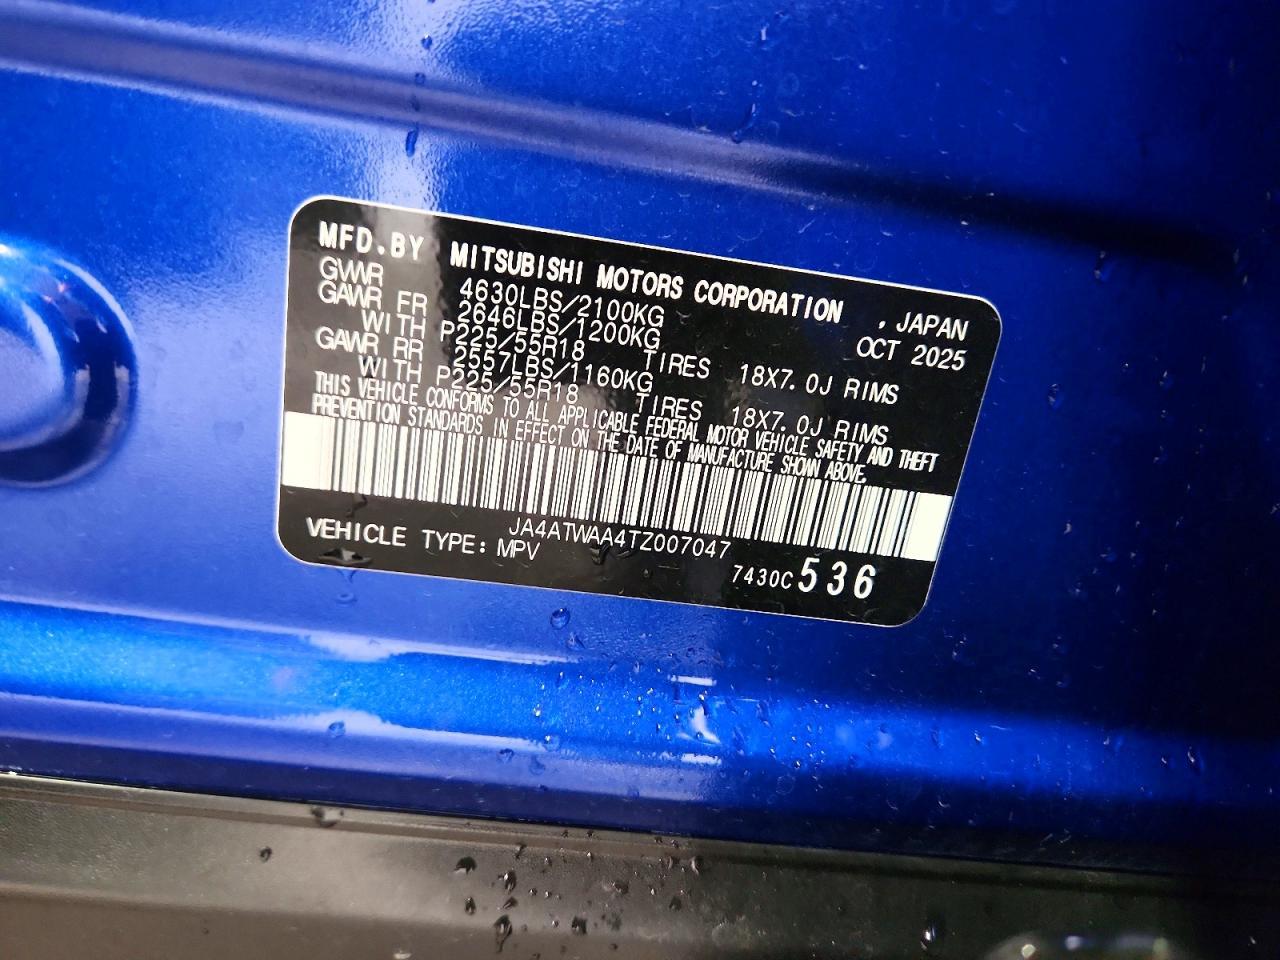 MFD.BY MITSUBISHI MOTORS CORPORATION , JAPAN
GVWR 4630LBS/2100KG OCT 2025
GAWR FR 2646LBS/1200KG
WITH P225/55R18 TIRES 18X7.0J RIMS
GAWR RR 2557LBS/1160KG
WITH P225/55R18 TIRES 18X7.0J RIMS
THIS VEHICLE CONFORMS TO ALL APPLICABLE FEDERAL MOTOR VEHICLE SAFETY AND THEFT
PREVENTION STANDARDS IN EFFECT ON THE DATE OF MANUFACTURE SHOWN ABOVE.
JA4ATWAA4TZ007047
VEHICLE TYPE: MPV
7430C 536